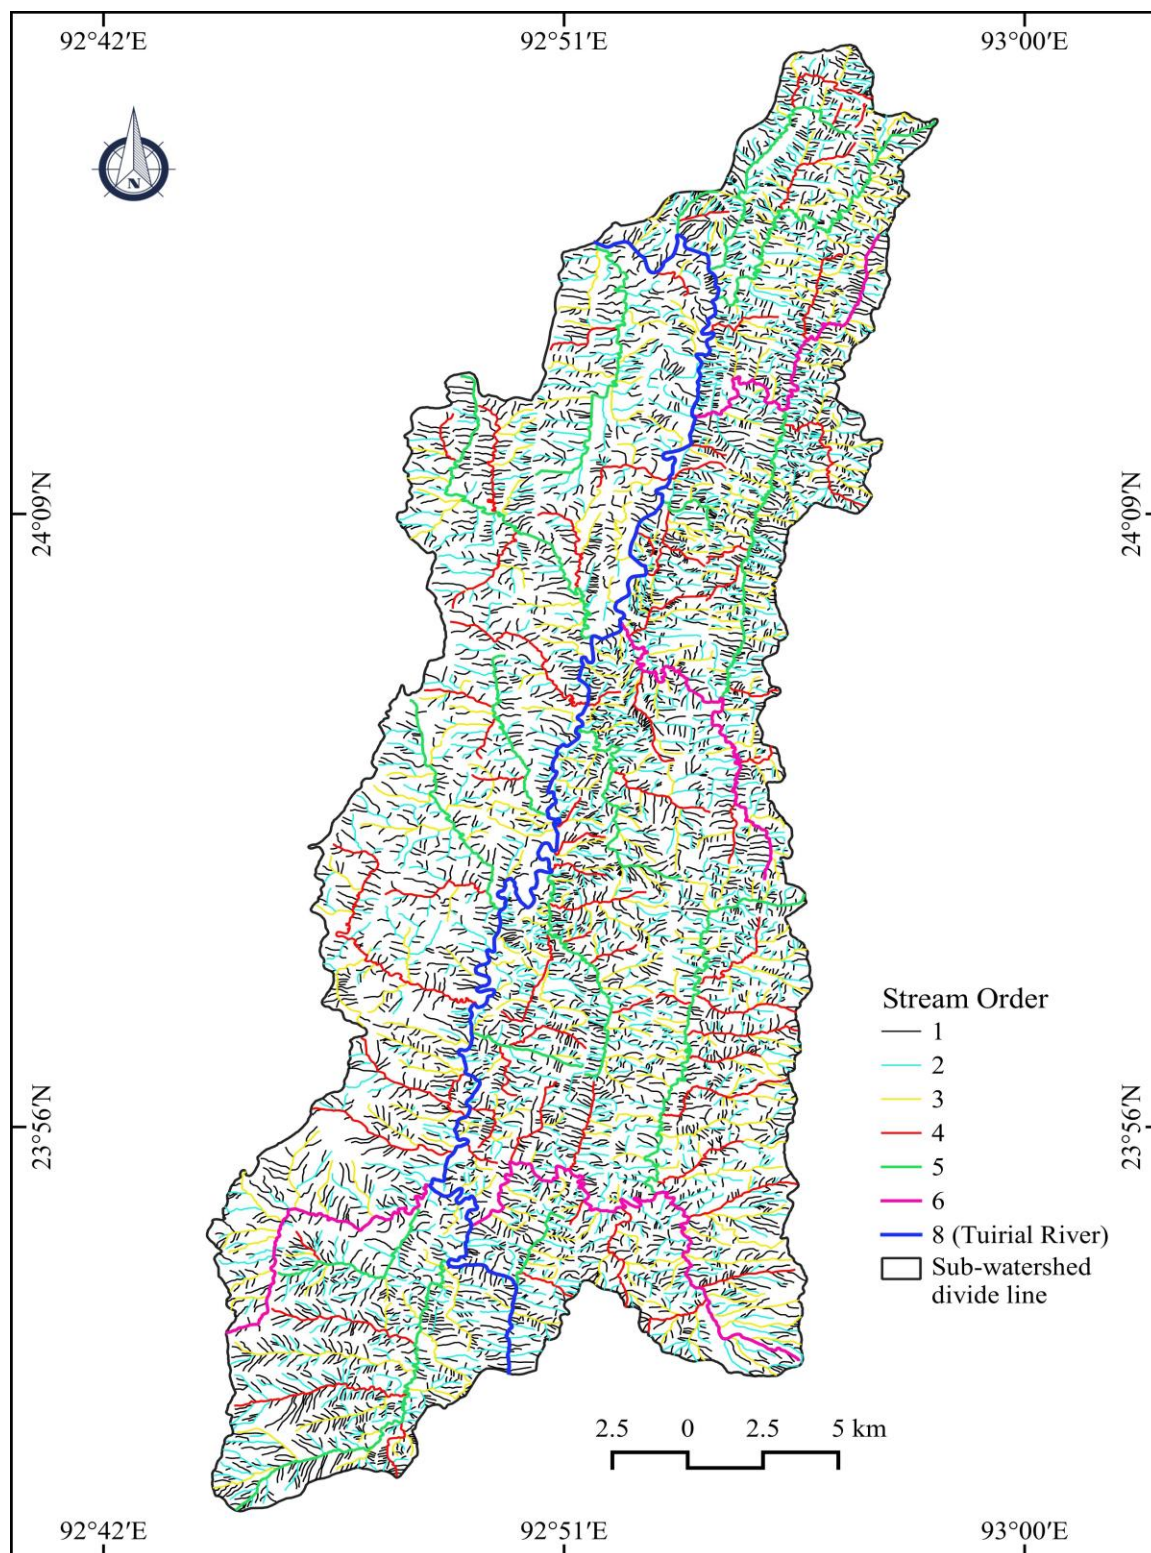 92°42′E 92°51′E 93°00′E
N
24°09′N 24°09′N
Stream Order
1
2
3
4
5
6
8 (Tuirial River)
Sub-watershed
divide line
23°56′N 23°56′N
2.5 0 2.5 5 km
92°42′E 92°51′E 93°00′E